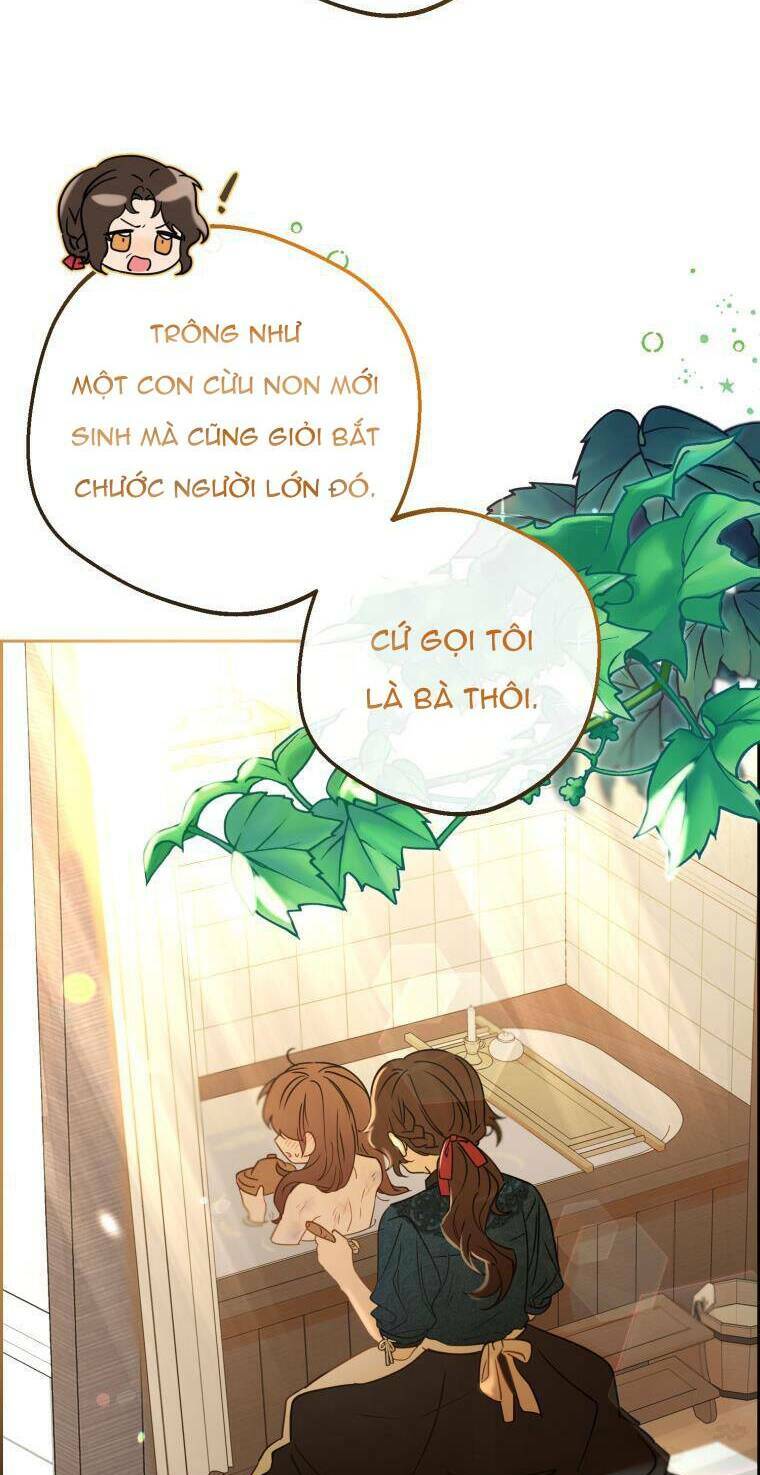 TRÔNG NHƯ
MỘT CON CỪU NON MỚI
SINH MÀ CŨNG GIỎI BẮT
CHƯỚC NGƯỜI LỚN ĐÓ.
CỨ GỌI TÔI
LÀ BÀ THÔI.